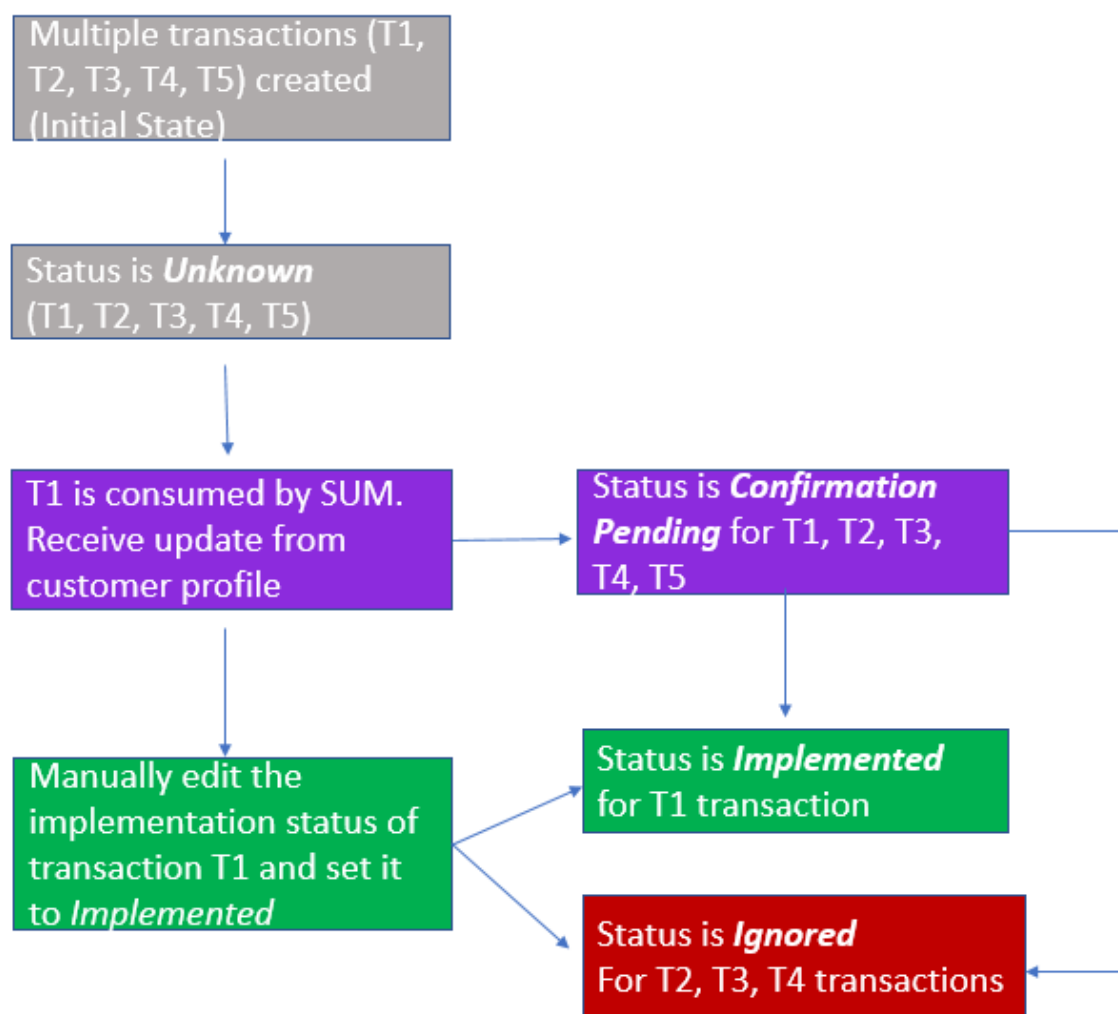 Multiple transactions (T1,
T2, T3, T4, T5) created
(Initial State)
Status is Unknown
(T1, T2, T3, T4, T5)
T1 is consumed by SUM.
Receive update from
customer profile
Status is Confirmation
Pending for T1, T2, T3,
T4, T5
Manually edit the
implementation status of
transaction T1 and set it
to Implemented
Status is Implemented
for T1 transaction
Status is Ignored
For T2, T3, T4 transactions